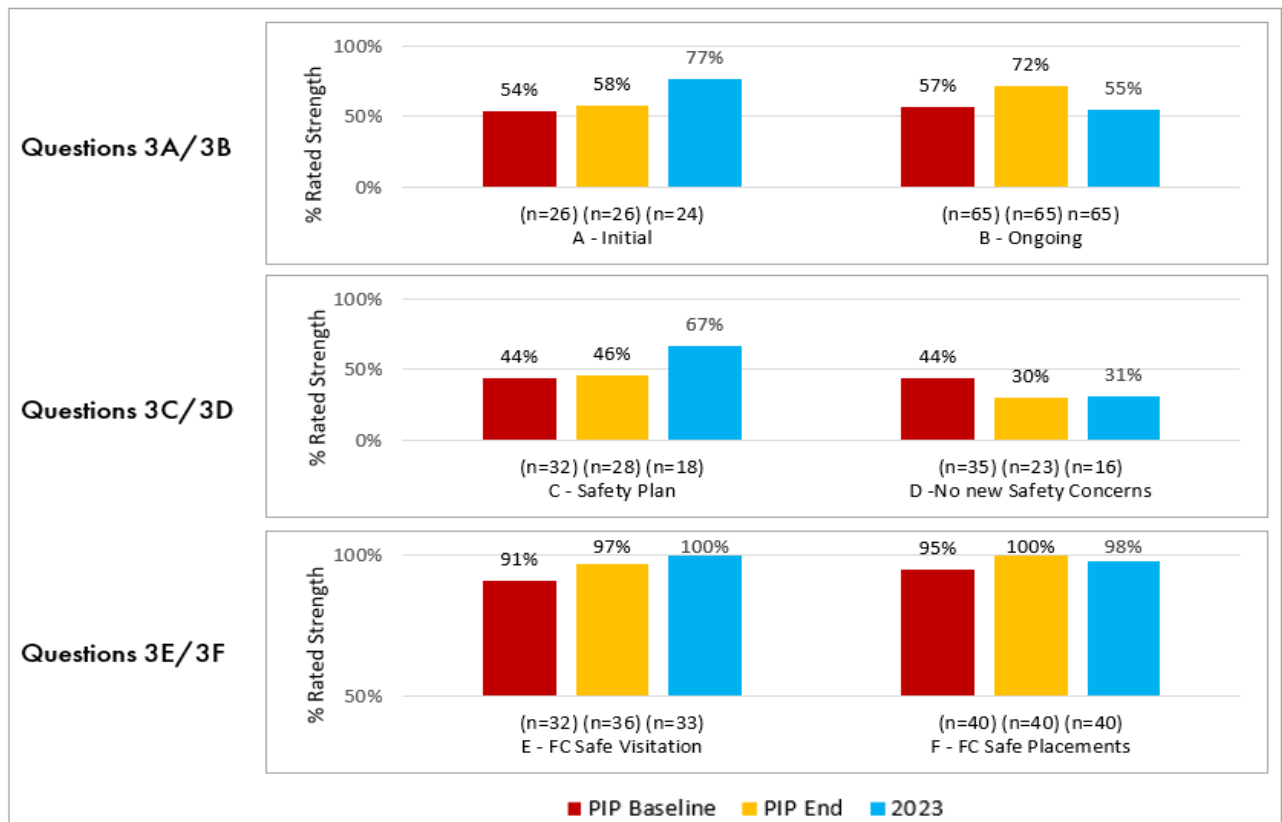 Questions 3A/3B
% Rated Strength
100%
50%
0%
54%
58%
77%
57%
72%
55%
(n=26) (n=26) (n=24)
A - Initial
(n=65) (n=65) n=65)
B - Ongoing
Questions 3C/3D
% Rated Strength
100%
50%
0%
44%
46%
67%
44%
30%
31%
(n=32) (n=28) (n=18)
C - Safety Plan
(n=35) (n=23) (n=16)
D -No new Safety Concerns
Questions 3E/3F
% Rated Strength
100%
50%
91%
97%
100%
95%
100%
98%
(n=32) (n=36) (n=33)
E - FC Safe Visitation
(n=40) (n=40) (n=40)
F - FC Safe Placements
PIP Baseline
PIP End
2023